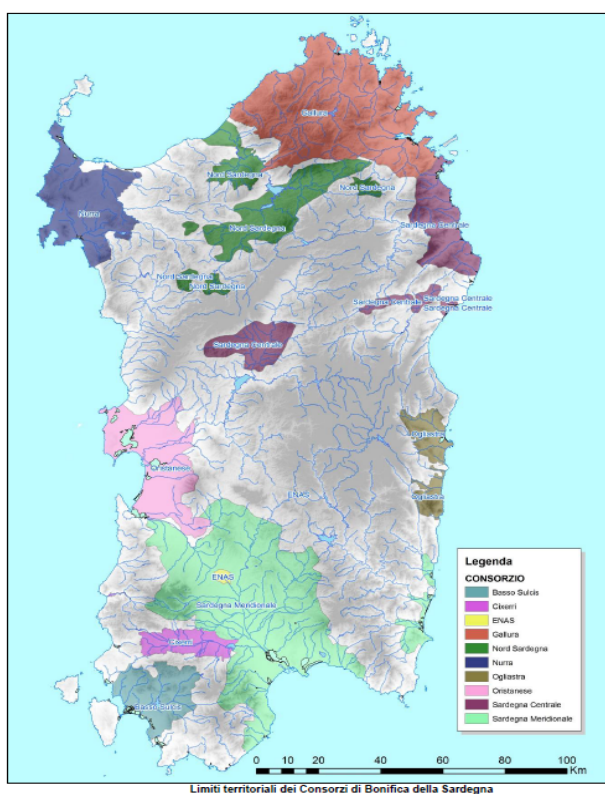 Gallura
Nord Sardegna
Nord Sardegna
Nurra
Nord Sardegna
Sardegna Centrale
Nord Sardegna
Nord Sardegna
Sardegna Centrale
Sardegna Centrale
Sardegna Centrale
Sardegna Centrale
Ogliastra
Oristanese
Ogliastra
ENAS
ENAS
Sardegna Meridionale
Cixerri
Basso Sulcis
Legenda
CONSORZIO
Basso Sulcis
Cixerri
ENAS
Gallura
Nord Sardegna
Nurra
Ogliastra
Oristanese
Sardegna Centrale
Sardegna Meridionale
0 20 40 60 80 100
Km
Limiti territoriali dei Consorzi di Bonifica della Sardegna